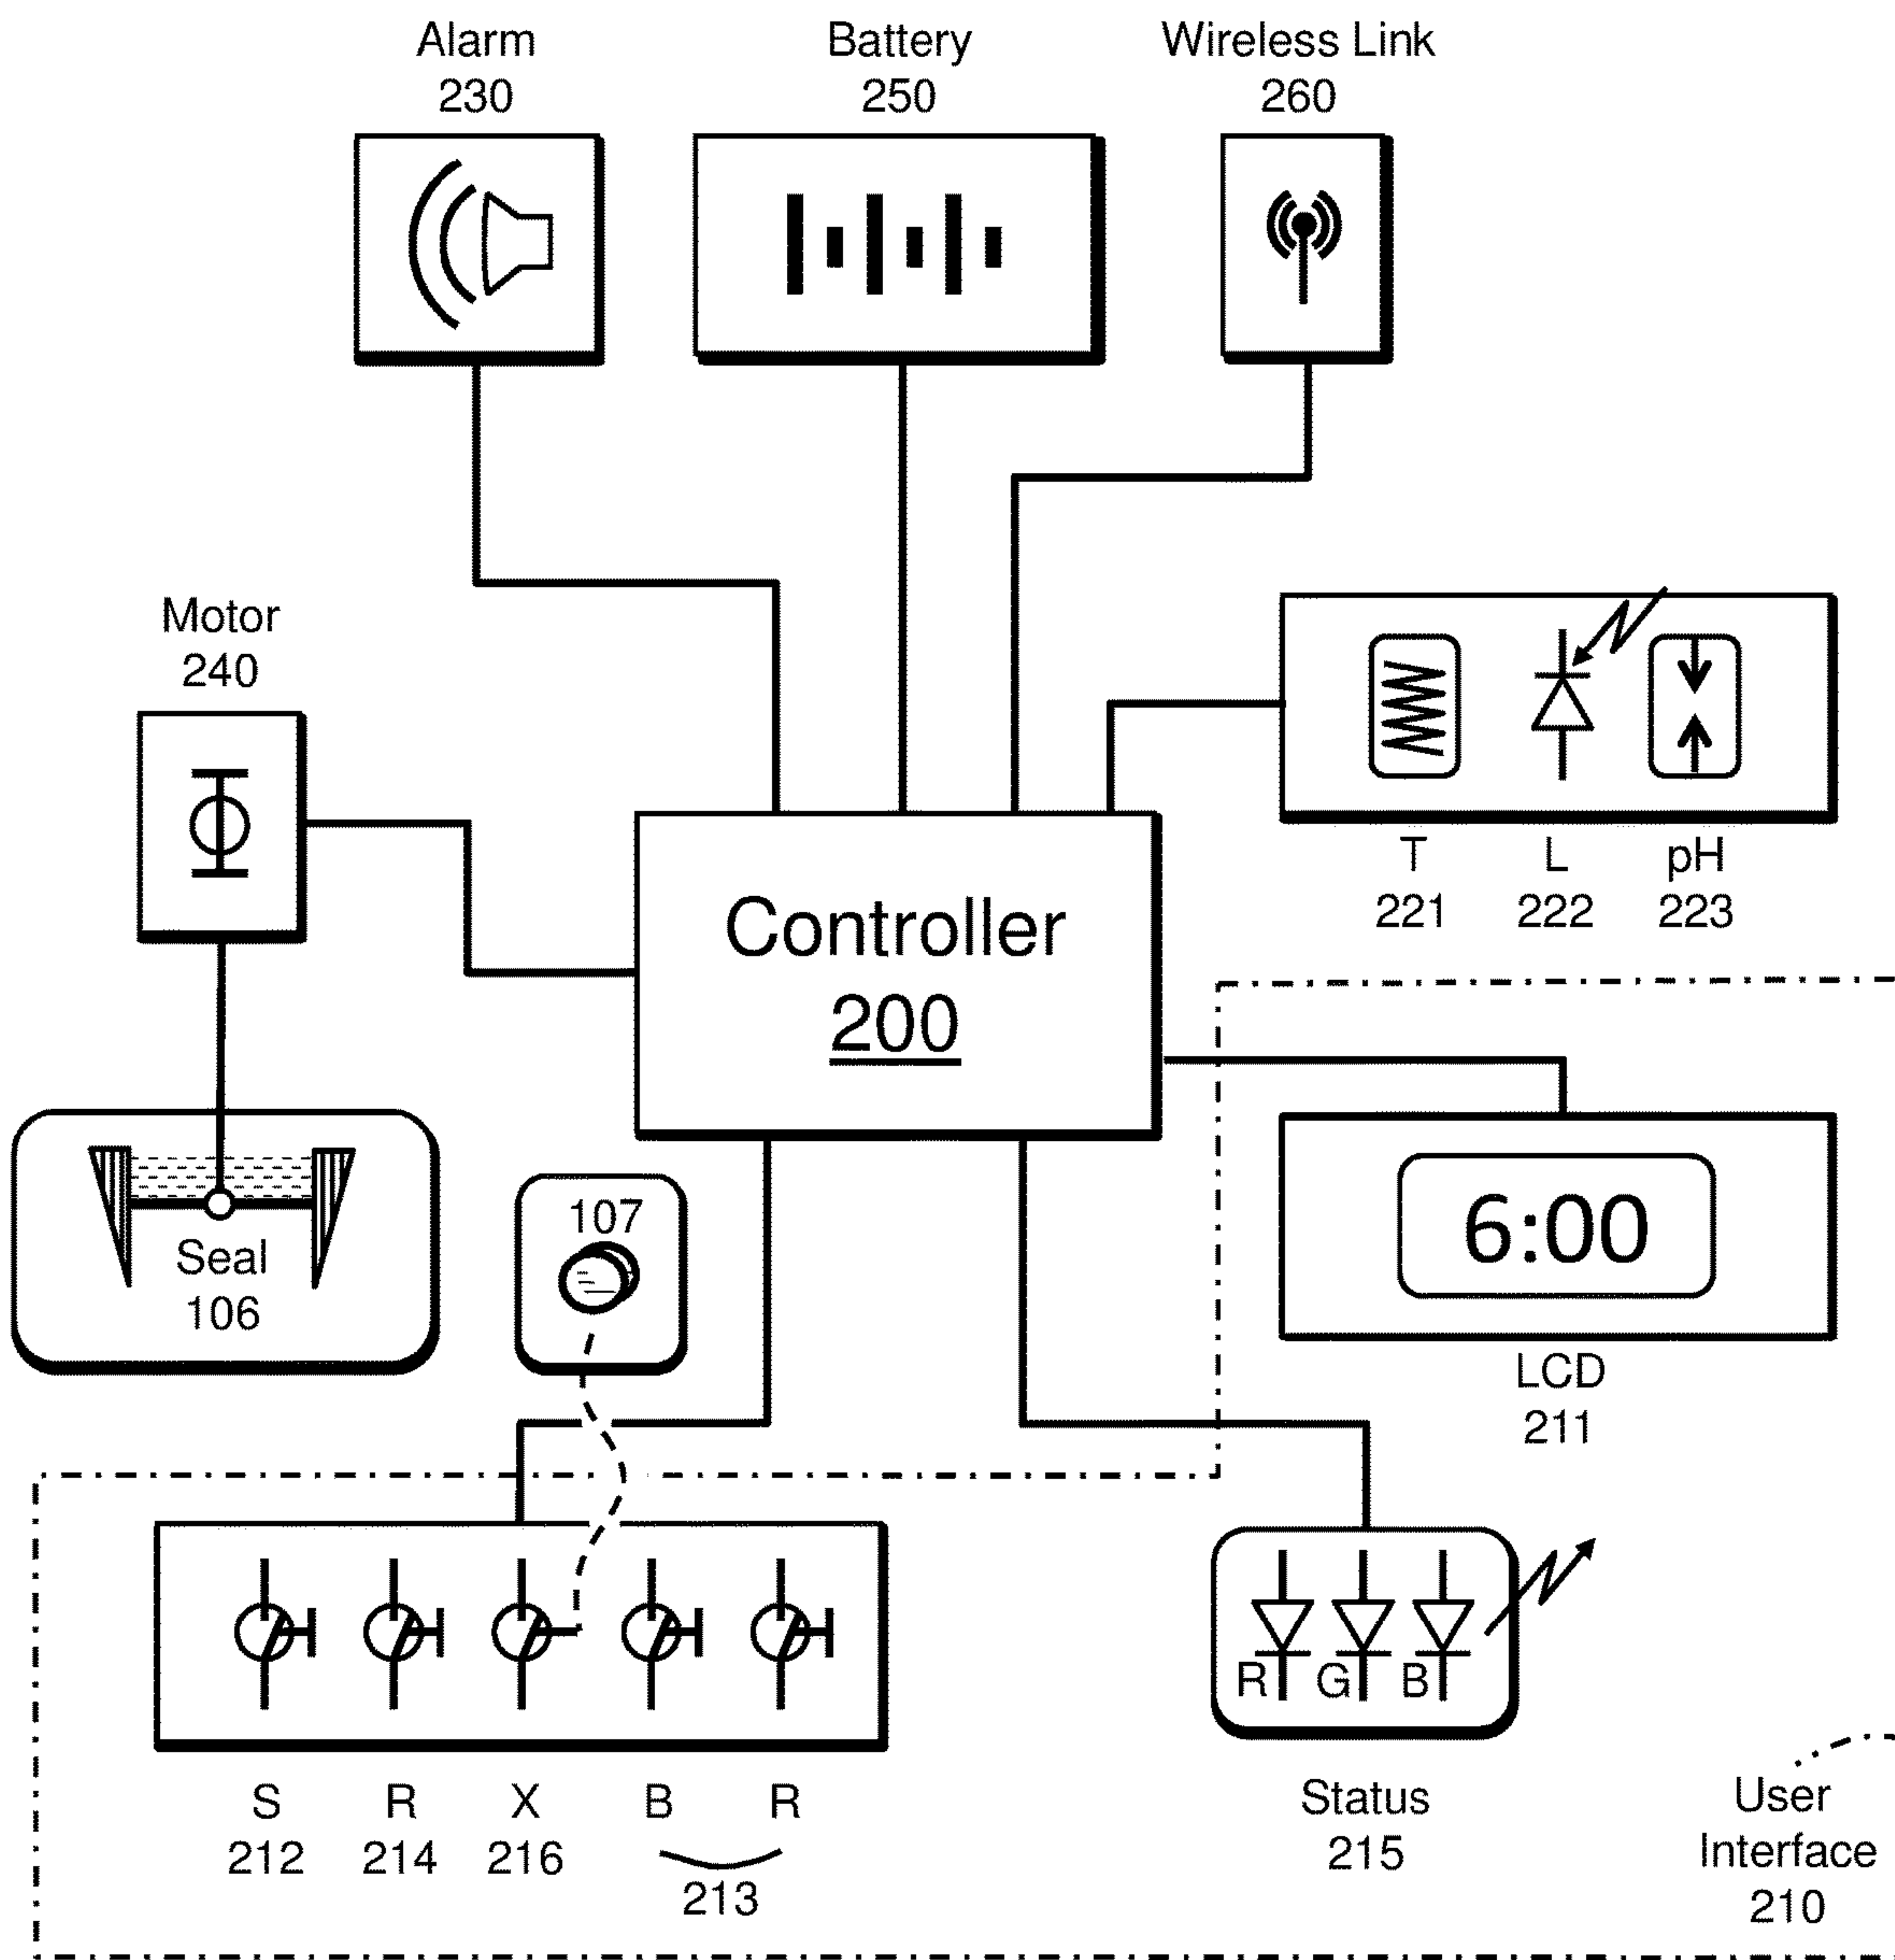 Alarm
230
Battery
250
Wireless Link
260
Motor
240
T
221
L
222
pH
223
Controller
200
Seal
106
107
6:00
LCD
211
R G B
S
212
R
214
X
216
B R
213
Status
215
User
Interface
210